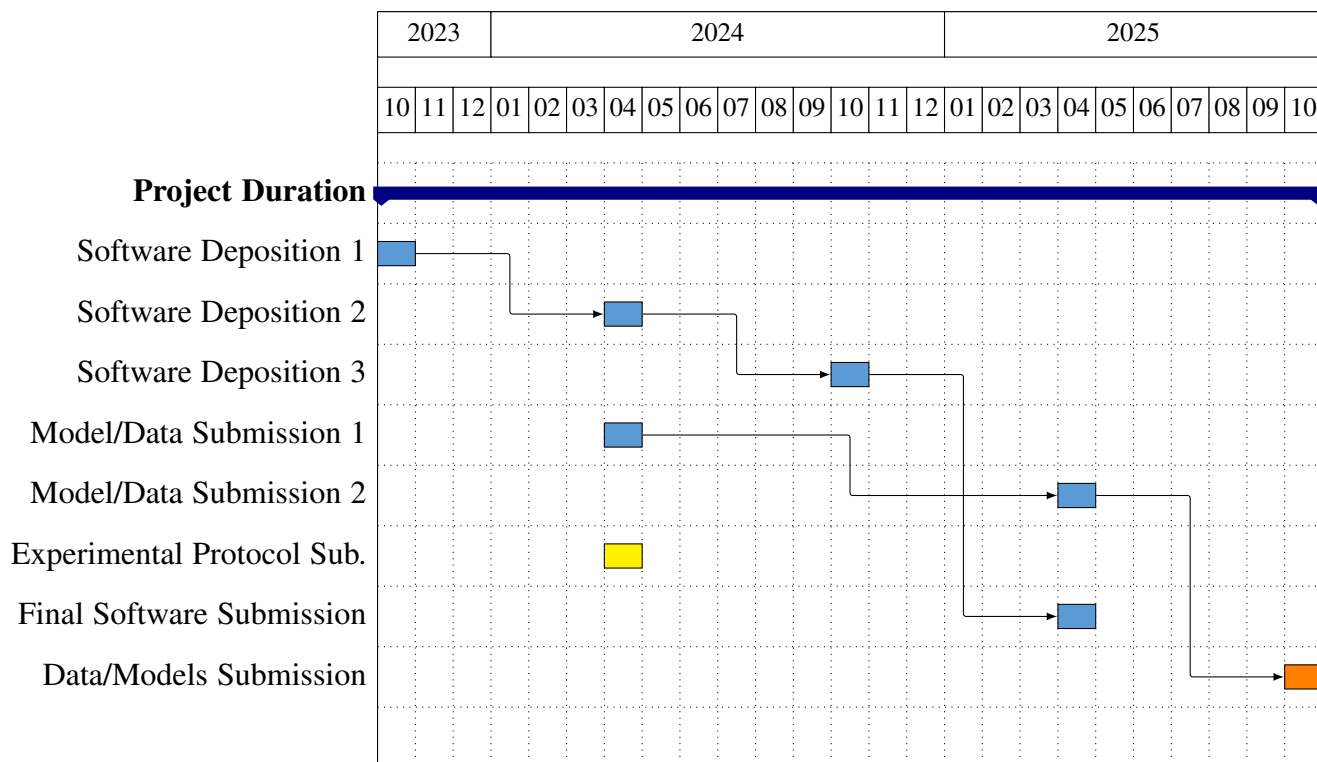 2023 2024 2025
10 11 12 01 02 03 04 05 06 07 08 09 10 11 12 01 02 03 04 05 06 07 08 09 10
Project Duration
Software Deposition 1
Software Deposition 2
Software Deposition 3
Model/Data Submission 1
Model/Data Submission 2
Experimental Protocol Sub.
Final Software Submission
Data/Models Submission